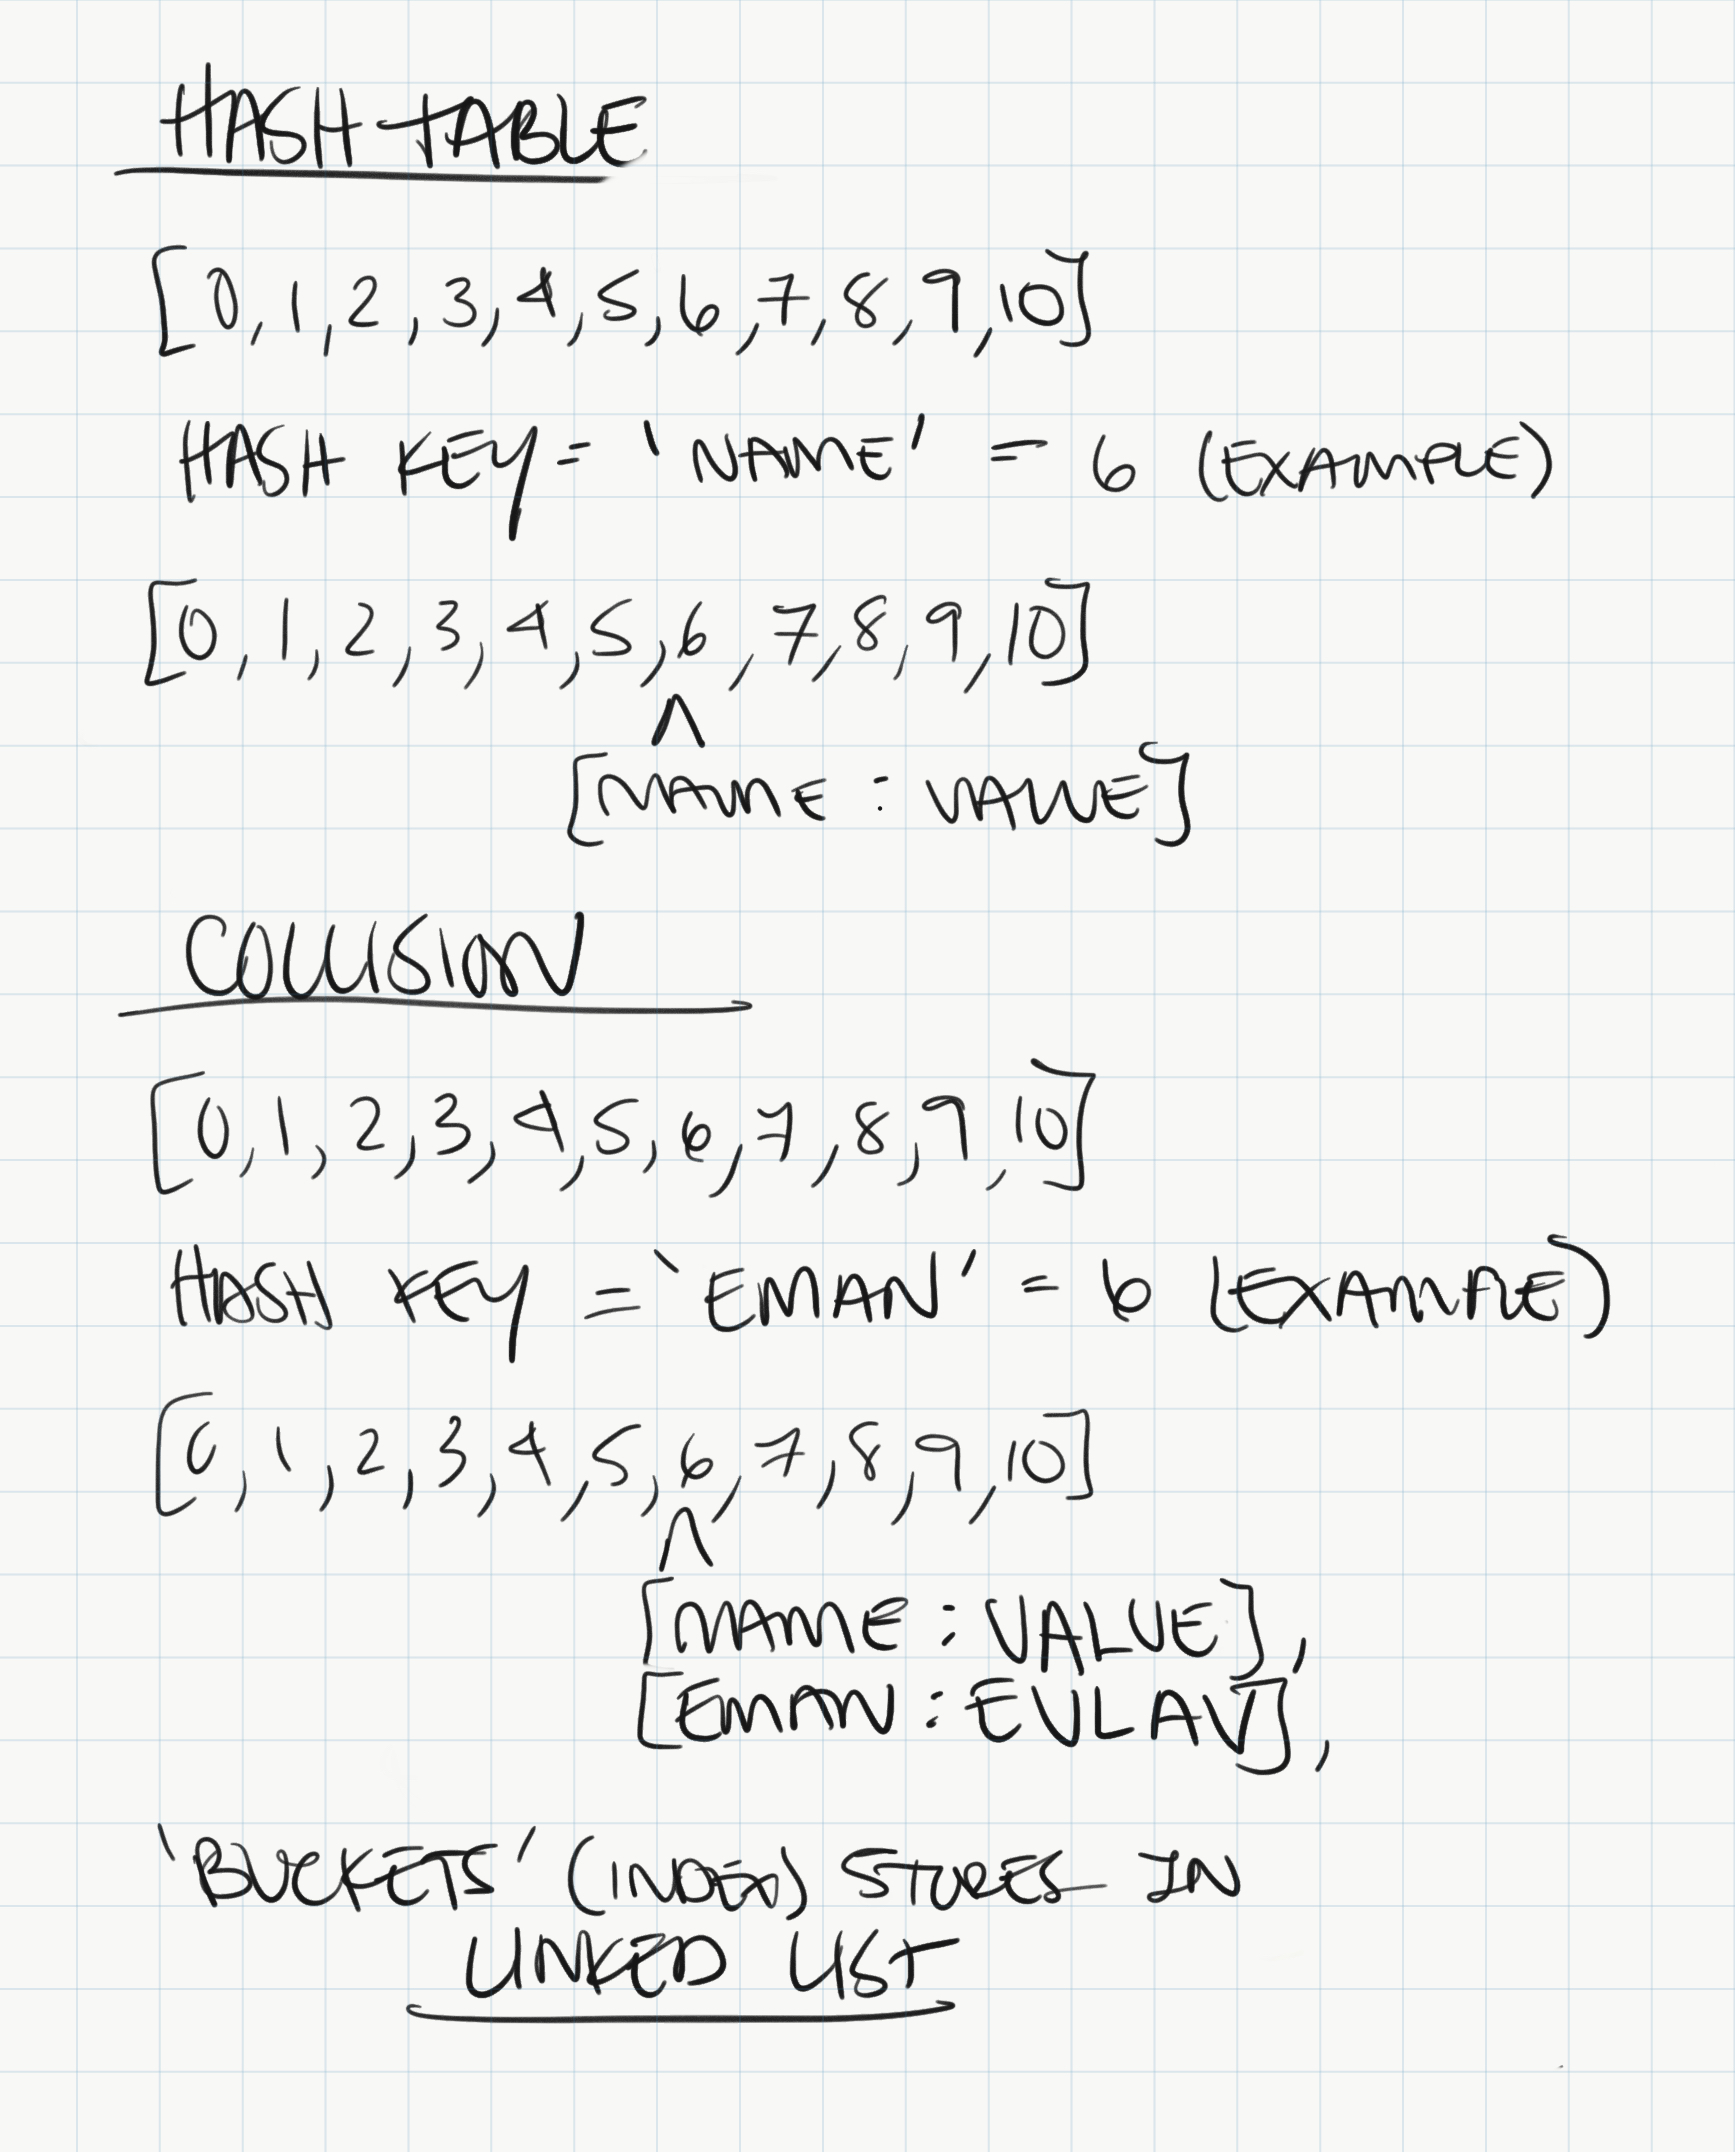 HASH TABLE
[0, 1, 2, 3, 4, 5, 6, 7, 8, 9, 10]
HASH KEY = 'NAME' = 6 (EXAMPLE)
[0, 1, 2, 3, 4, 5, 6, 7, 8, 9, 10]
^
[NAME : VALUE]
COLLISION
[0, 1, 2, 3, 4, 5, 6, 7, 8, 9, 10]
HASH KEY = 'EMAN' = 6 (EXAMPLE)
[0, 1, 2, 3, 4, 5, 6, 7, 8, 9, 10]
^
[NAME : VALUE],
[EMAN : EULAV],
'BUCKETS' (INDEX) STORES IN
LINKED LIST